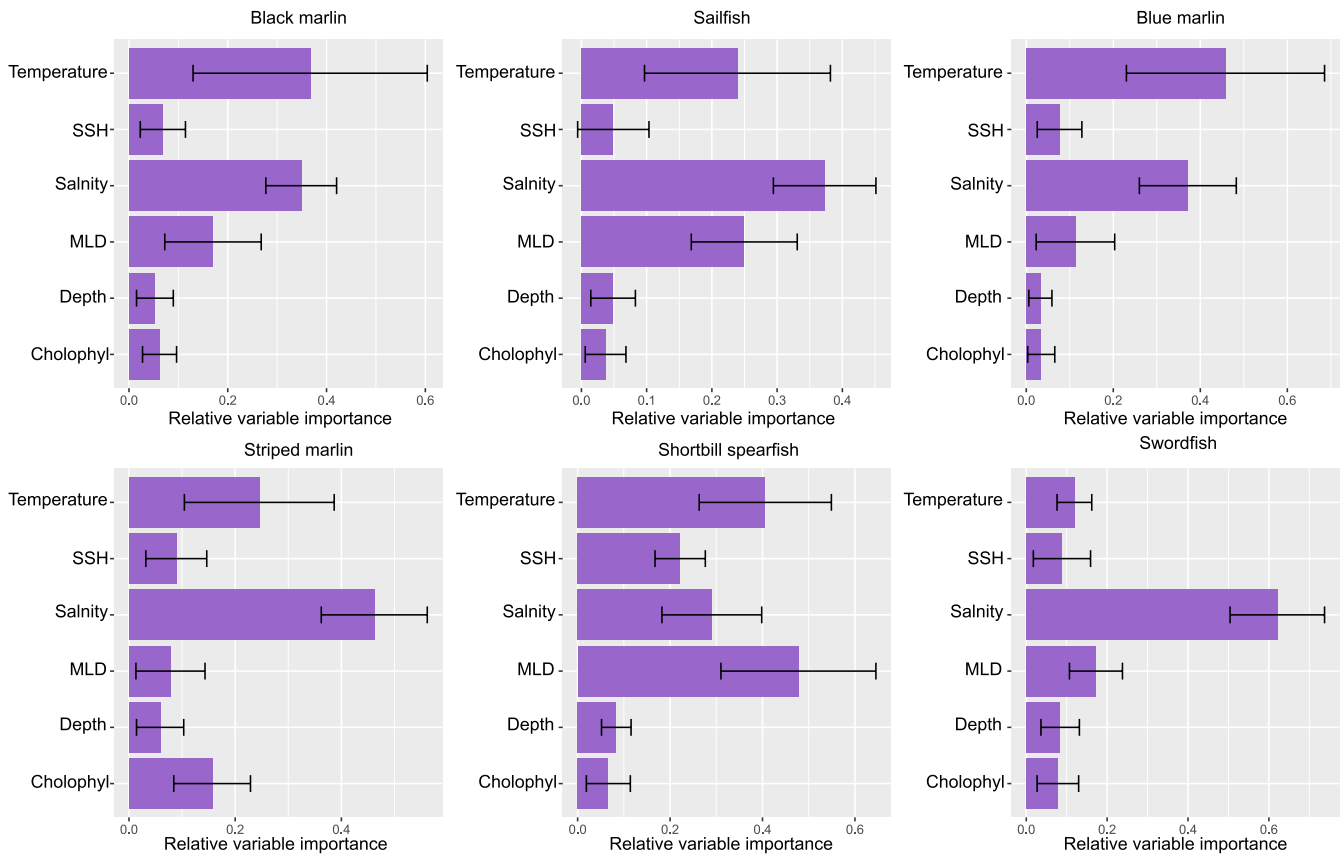 Black marlin
Temperature
SSH
Salnity
MLD
Depth
Cholophyl
0.0 0.2 0.4 0.6
Relative variable importance
Sailfish
Temperature
SSH
Salnity
MLD
Depth
Cholophyl
0.0 0.1 0.2 0.3 0.4
Relative variable importance
Blue marlin
Temperature
SSH
Salnity
MLD
Depth
Cholophyl
0.0 0.2 0.4 0.6
Relative variable importance
Striped marlin
Temperature
SSH
Salnity
MLD
Depth
Cholophyl
0.0 0.2 0.4
Relative variable importance
Shortbill spearfish
Temperature
SSH
Salnity
MLD
Depth
Cholophyl
0.0 0.2 0.4 0.6
Relative variable importance
Swordfish
Temperature
SSH
Salnity
MLD
Depth
Cholophyl
0.0 0.2 0.4 0.6
Relative variable importance